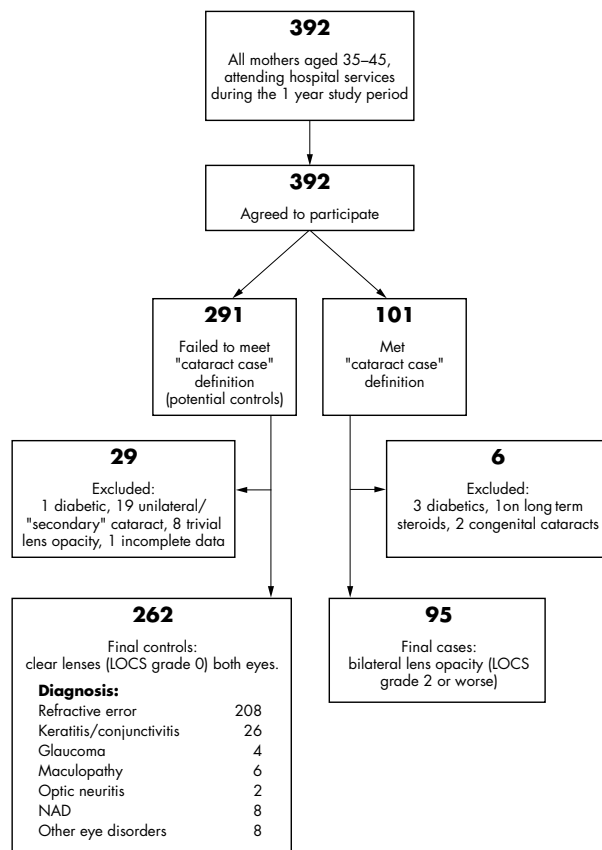 392
All mothers aged 35–45,
attending hospital services
during the 1 year study period
392
Agreed to participate
291
Failed to meet
"cataract case"
definition
(potential controls)
101
Met
"cataract case"
definition
29
Excluded:
1 diabetic, 19 unilateral/
"secondary" cataract, 8 trivial
lens opacity, 1 incomplete data
6
Excluded:
3 diabetics, 1on long term
steroids, 2 congenital cataracts
262
Final controls:
clear lenses (LOCS grade 0) both eyes.
Diagnosis:
Refractive error 208
Keratitis/conjunctivitis 26
Glaucoma 4
Maculopathy 6
Optic neuritis 2
NAD 8
Other eye disorders 8
95
Final cases:
bilateral lens opacity (LOCS
grade 2 or worse)